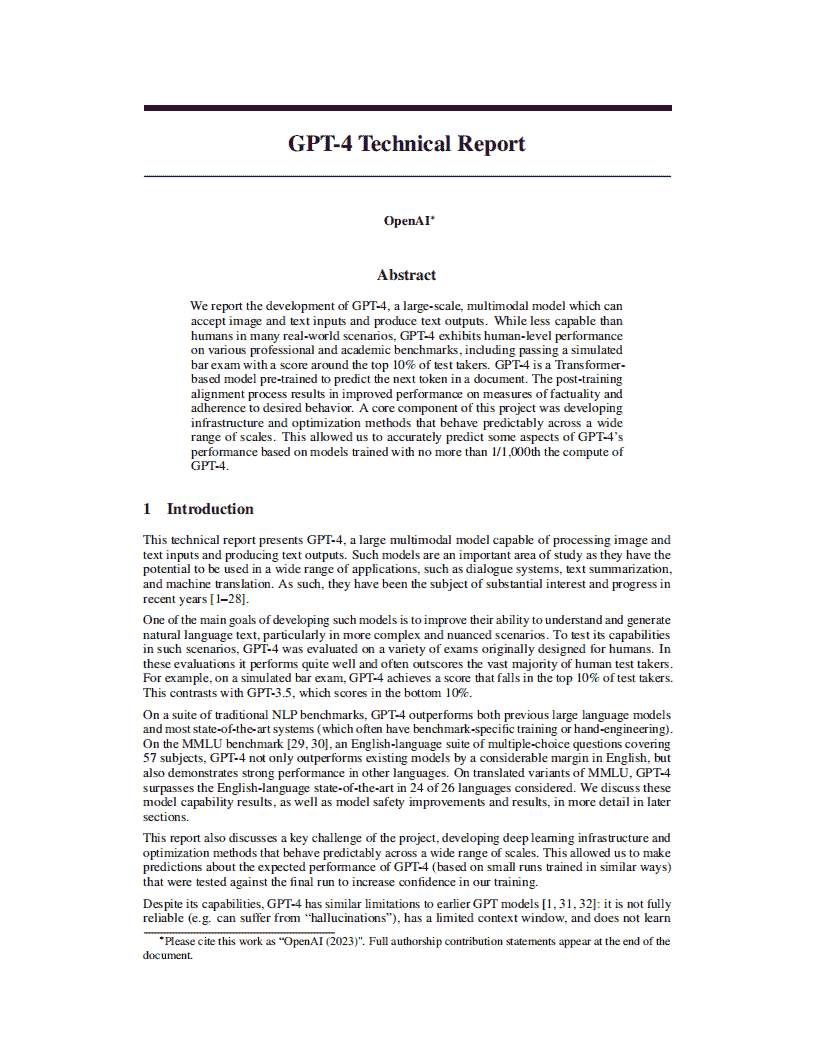 GPT-4 Technical Report
OpenAI*
Abstract
We report the development of GPT-4, a large-scale, multimodal model which can
accept image and text inputs and produce text outputs. While less capable than
humans in many real-world scenarios, GPT-4 exhibits human-level performance
on various professional and academic benchmarks, including passing a simulated
bar exam with a score around the top 10% of test takers. GPT-4 is a Transformer-
based model pre-trained to predict the next token in a document. The post-training
alignment process results in improved performance on measures of factuality and
adherence to desired behavior. A core component of this project was developing
infrastructure and optimization methods that behave predictably across a wide
range of scales. This allowed us to accurately predict some aspects of GPT-4's
performance based on models trained with no more than 1/1,000th the compute of
GPT-4.
1 Introduction
This technical report presents GPT-4, a large multimodal model capable of processing image and
text inputs and producing text outputs. Such models are an important area of study as they have the
potential to be used in a wide range of applications, such as dialogue systems, text summarization,
and machine translation. As such, they have been the subject of substantial interest and progress in
recent years [1–28].
One of the main goals of developing such models is to improve their ability to understand and generate
natural language text, particularly in more complex and nuanced scenarios. To test its capabilities
in such scenarios, GPT-4 was evaluated on a variety of exams originally designed for humans. In
these evaluations it performs quite well and often outscores the vast majority of human test takers.
For example, on a simulated bar exam, GPT-4 achieves a score that falls in the top 10% of test takers.
This contrasts with GPT-3.5, which scores in the bottom 10%.
On a suite of traditional NLP benchmarks, GPT-4 outperforms both previous large language models
and most state-of-the-art systems (which often have benchmark-specific training or hand-engineering).
On the MMLU benchmark [29, 30], an English-language suite of multiple-choice questions covering
57 subjects, GPT-4 not only outperforms existing models by a considerable margin in English, but
also demonstrates strong performance in other languages. On translated variants of MMLU, GPT-4
surpasses the English-language state-of-the-art in 24 of 26 languages considered. We discuss these
model capability results, as well as model safety improvements and results, in more detail in later
sections.
This report also discusses a key challenge of the project, developing deep learning infrastructure and
optimization methods that behave predictably across a wide range of scales. This allowed us to make
predictions about the expected performance of GPT-4 (based on small runs trained in similar ways)
that were tested against the final run to increase confidence in our training.
Despite its capabilities, GPT-4 has similar limitations to earlier GPT models [1, 31, 32]: it is not fully
reliable (e.g. can suffer from “hallucinations”), has a limited context window, and does not learn
*Please cite this work as “OpenAI (2023)". Full authorship contribution statements appear at the end of the
document.